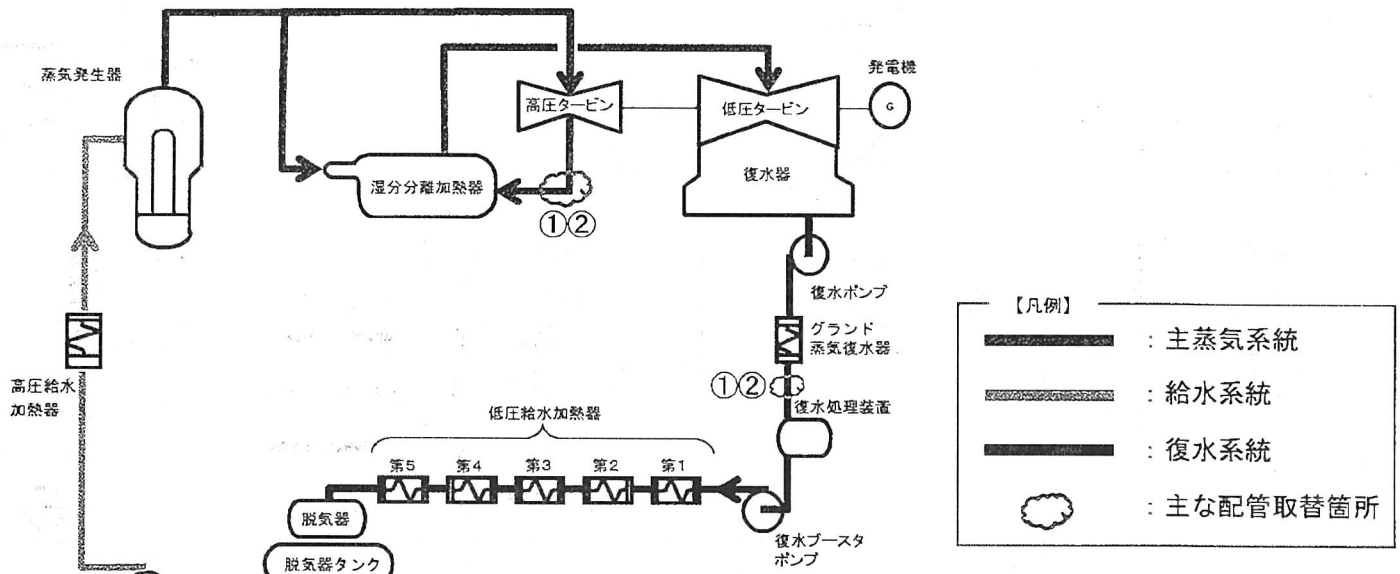 蒸気発生器
高圧タービン
低圧タービン
発電機
G
湿分分離加熱器
復水器
①②
復水ポンプ
グランド
蒸気復水器
高圧給水
加熱器
①②
復水処理装置
低圧給水加熱器
第5
第4
第3
第2
第1
脱気器
復水ブースタ
ポンプ
脱気器タンク
【凡例】
：主蒸気系統
：給水系統
：復水系統
：主な配管取替箇所